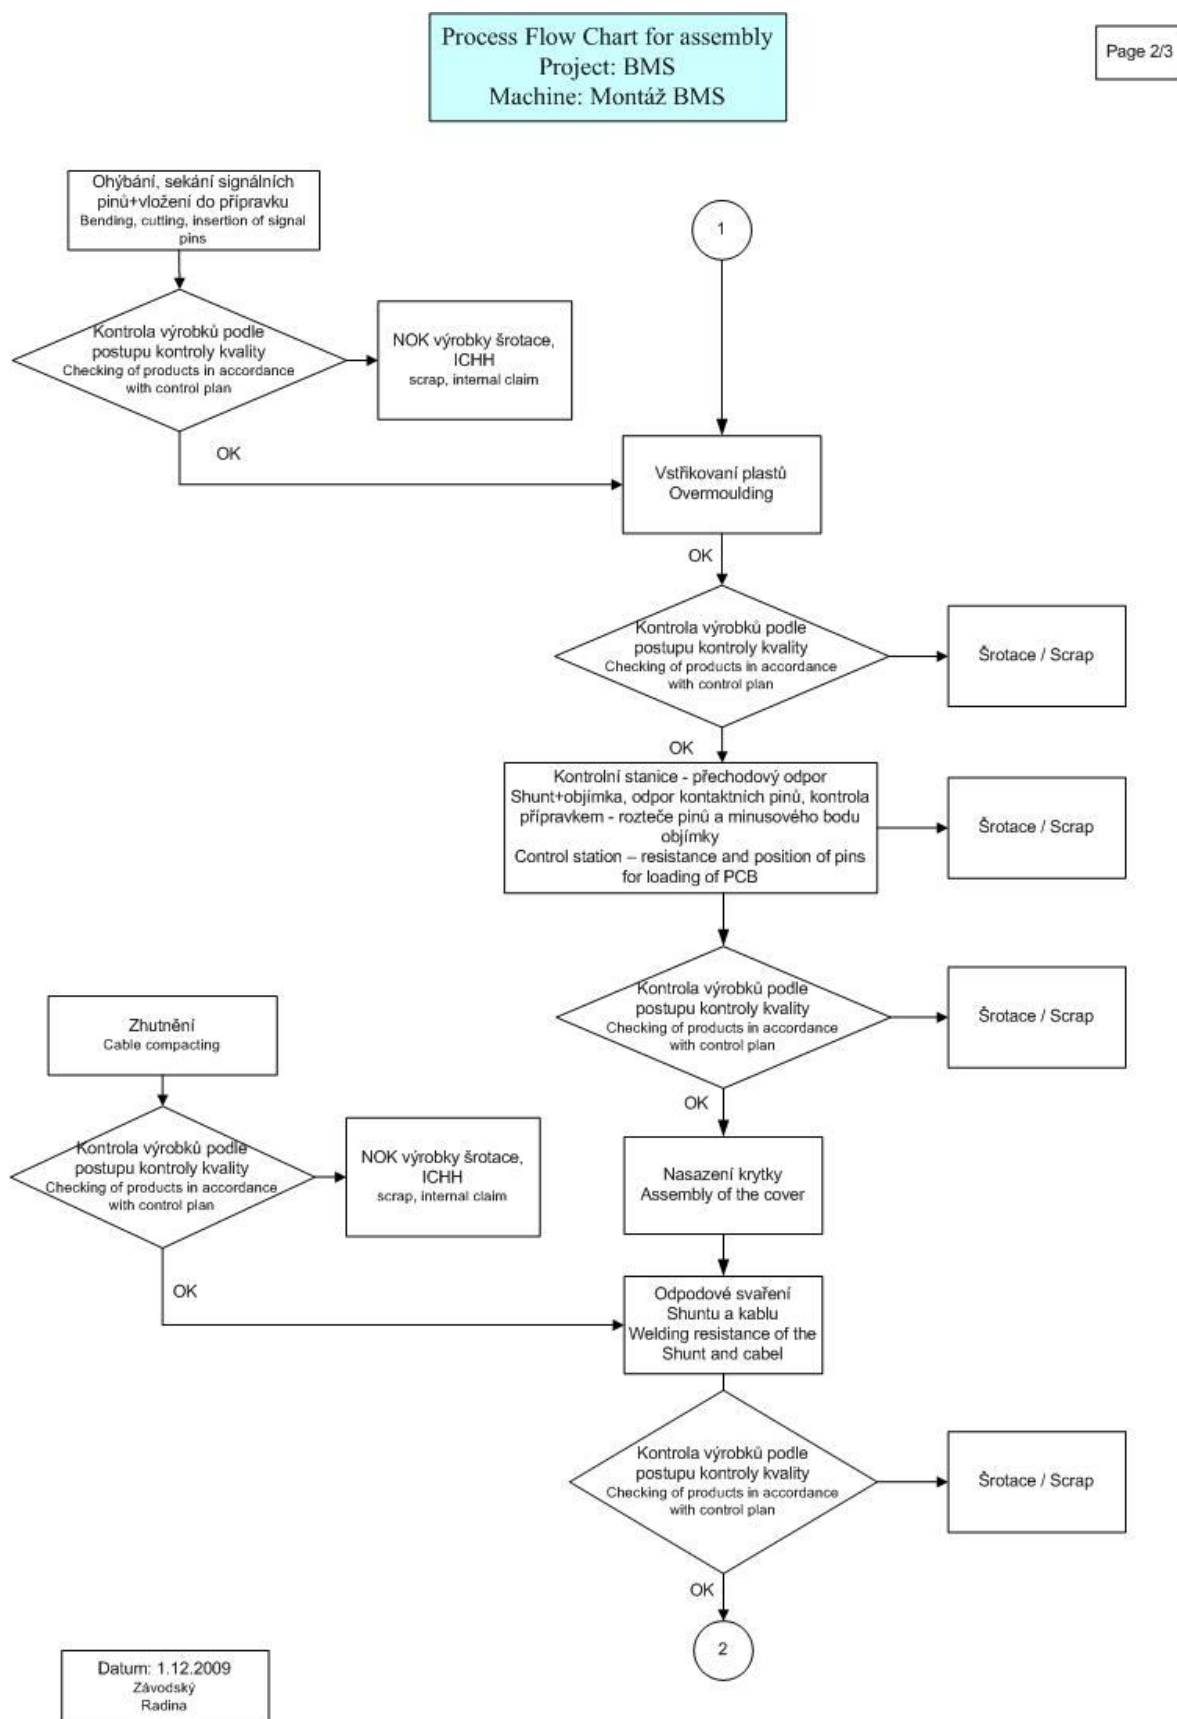 Process Flow Chart for assembly
Project: BMS
Machine: Montáž BMS
Page 2/3
Ohýbání, sekání signálních
pinů+vložení do přípravku
Bending, cutting, insertion of signal
pins
1
Kontrola výrobků podle
postupu kontroly kvality
Checking of products in accordance
with control plan
NOK výrobky šrotace,
ICHH
scrap, internal claim
OK
Vstřikovaní plastů
Overmoulding
OK
Kontrola výrobků podle
postupu kontroly kvality
Checking of products in accordance
with control plan
Šrotace / Scrap
OK
Kontrolní stanice - přechodový odpor
Shunt+objímka, odpor kontaktních pinů, kontrola
přípravkem - rozteče pinů a minusového bodu
objímky
Control station – resistance and position of pins
for loading of PCB
Šrotace / Scrap
Kontrola výrobků podle
postupu kontroly kvality
Checking of products in accordance
with control plan
Šrotace / Scrap
OK
Zhutnění
Cable compacting
Kontrola výrobků podle
postupu kontroly kvality
Checking of products in accordance
with control plan
NOK výrobky šrotace,
ICHH
scrap, internal claim
OK
Nasazení krytky
Assembly of the cover
Odpodové svaření
Shuntu a kablu
Welding resistance of the
Shunt and cabel
Kontrola výrobků podle
postupu kontroly kvality
Checking of products in accordance
with control plan
Šrotace / Scrap
OK
2
Datum: 1.12.2009
Závodský
Radina